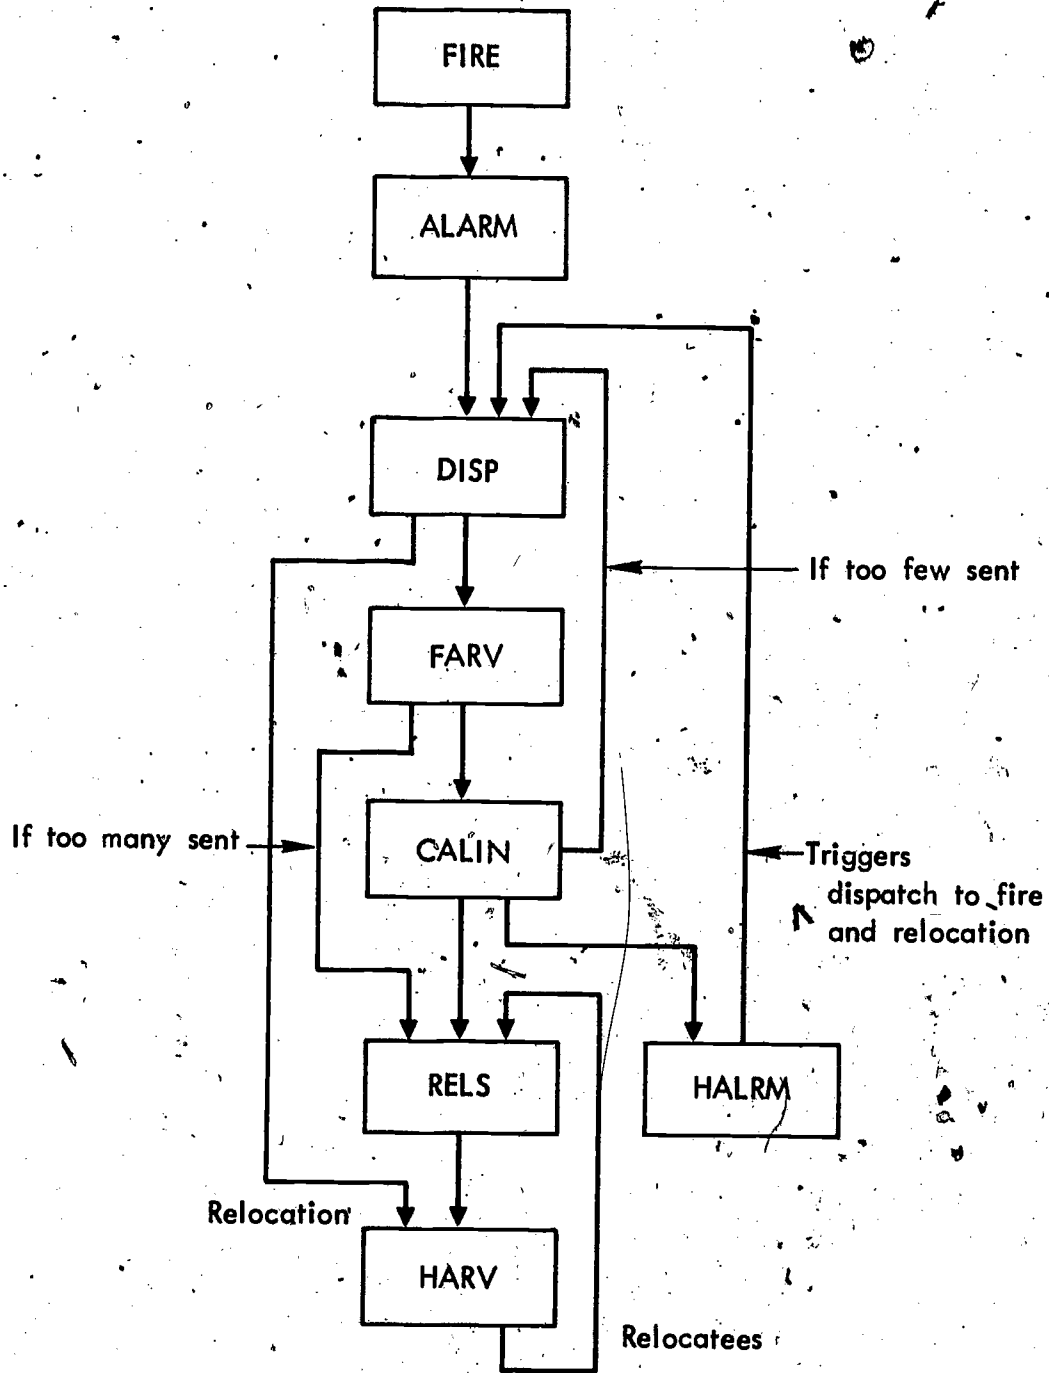 FIRE
ALARM
DISP
If too few sent
FARV
If too many sent
CALIN
Triggers
dispatch to fire
and relocation
RELS
HALRM
Relocation
HARV
Relocatees